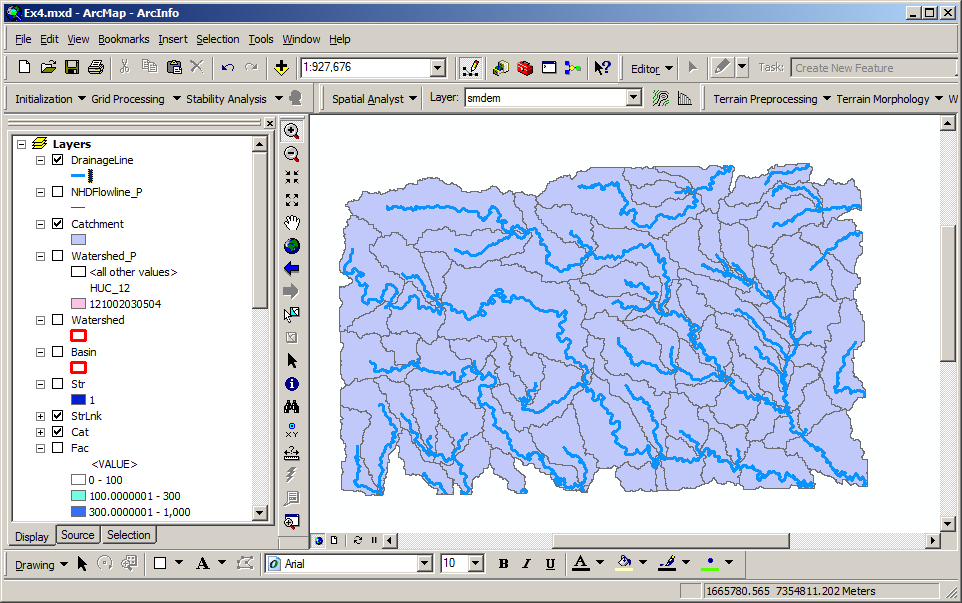 Ex4.mxd - ArcMap - ArcInfo
File Edit View Bookmarks Insert Selection Tools Window Help
1:927,676 Editor Task: Create New Feature
Initialization Grid Processing Stability Analysis Spatial Analyst Layer: smdem Terrain Preprocessing Terrain Morphology W
Layers
DrainageLine
NHDFlowline_P
Catchment
Watershed_P
<all other values>
HUC_12
121002030504
Watershed
Basin
Str
1
StrLnk
Cat
Fac
<VALUE>
0 - 100
100.0000001 - 300
300.0000001 - 1,000
Display Source Selection
Drawing Arial 10 B I U A
1665780.565 7354811.202 Meters